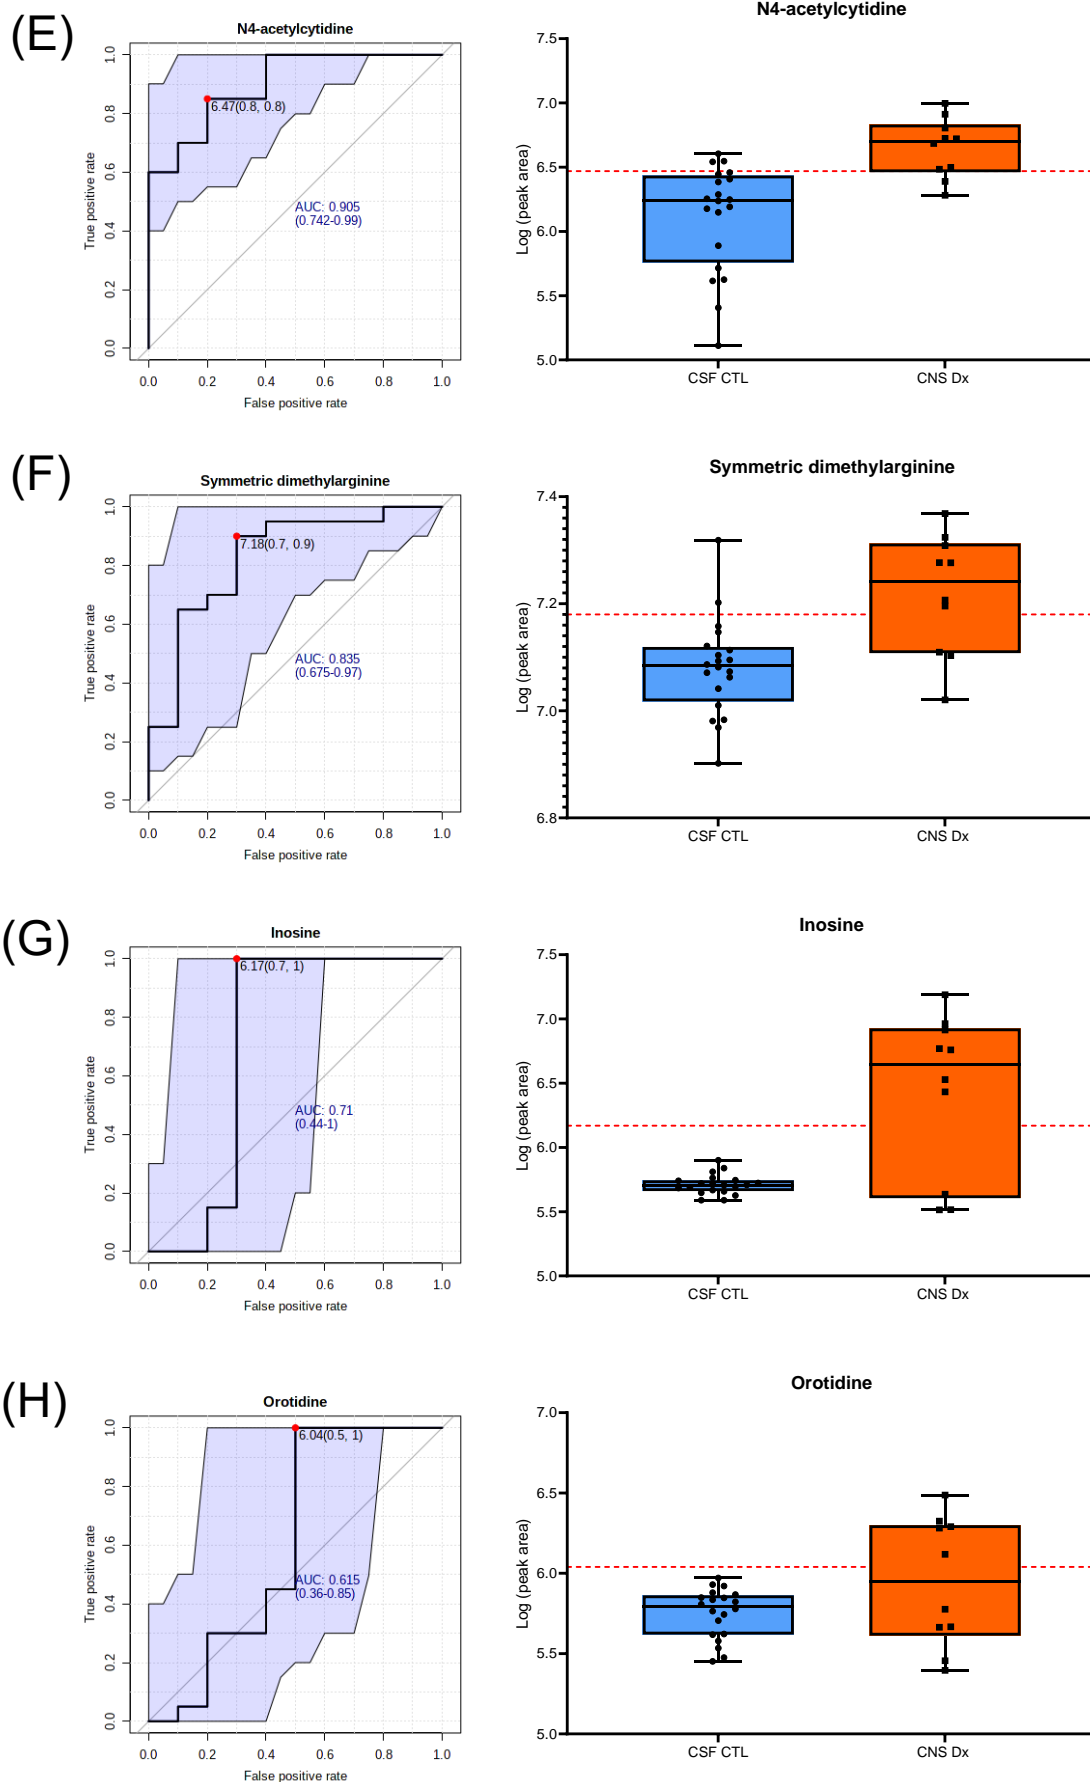 (E)
N4-acetylcytidine
1.0
0.8
0.6
0.4
0.2
0.0
True positive rate
6.47(0.8, 0.8)
AUC: 0.905
(0.742-0.99)
0.0 0.2 0.4 0.6 0.8 1.0
False positive rate
N4-acetylcytidine
7.5
7.0
6.5
6.0
5.5
5.0
Log (peak area)
CSF CTL CNS Dx
(F)
Symmetric dimethylarginine
1.0
0.8
0.6
0.4
0.2
0.0
True positive rate
7.18(0.7, 0.9)
AUC: 0.835
(0.675-0.97)
0.0 0.2 0.4 0.6 0.8 1.0
False positive rate
Symmetric dimethylarginine
7.4
7.2
7.0
6.8
Log (peak area)
CSF CTL CNS Dx
(G)
Inosine
1.0
0.8
0.6
0.4
0.2
0.0
True positive rate
6.17(0.7, 1)
AUC: 0.71
(0.44-1)
0.0 0.2 0.4 0.6 0.8 1.0
False positive rate
Inosine
7.5
7.0
6.5
6.0
5.5
5.0
Log (peak area)
CSF CTL CNS Dx
(H)
Orotidine
1.0
0.8
0.6
0.4
0.2
0.0
True positive rate
6.04(0.5, 1)
AUC: 0.615
(0.36-0.85)
0.0 0.2 0.4 0.6 0.8 1.0
False positive rate
Orotidine
7.0
6.5
6.0
5.5
5.0
Log (peak area)
CSF CTL CNS Dx